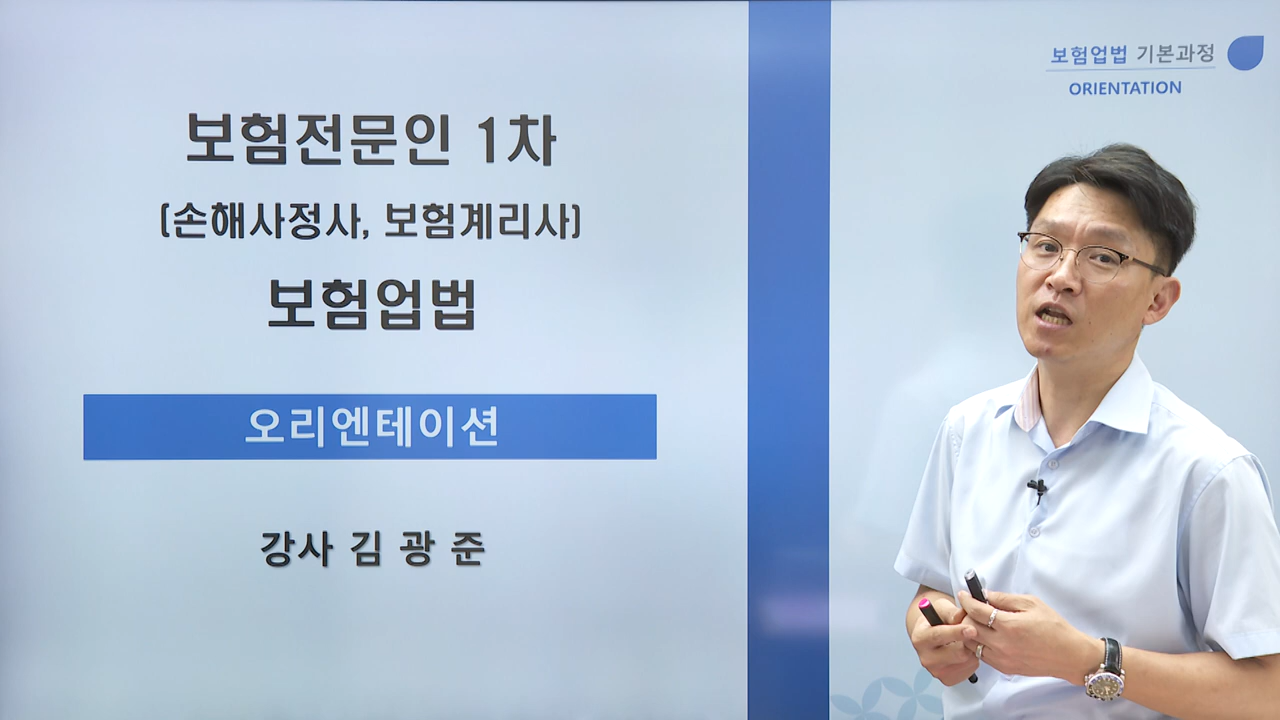 보험전문인 1차
(손해사정사, 보험계리사)
보험업법
오리엔테이션
강사 김광준
보험업법 기본과정
ORIENTATION